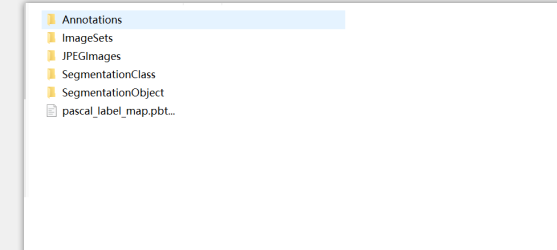 Annotations
ImageSets
JPEGImages
SegmentationClass
SegmentationObject
pascal_label_map.pbt...